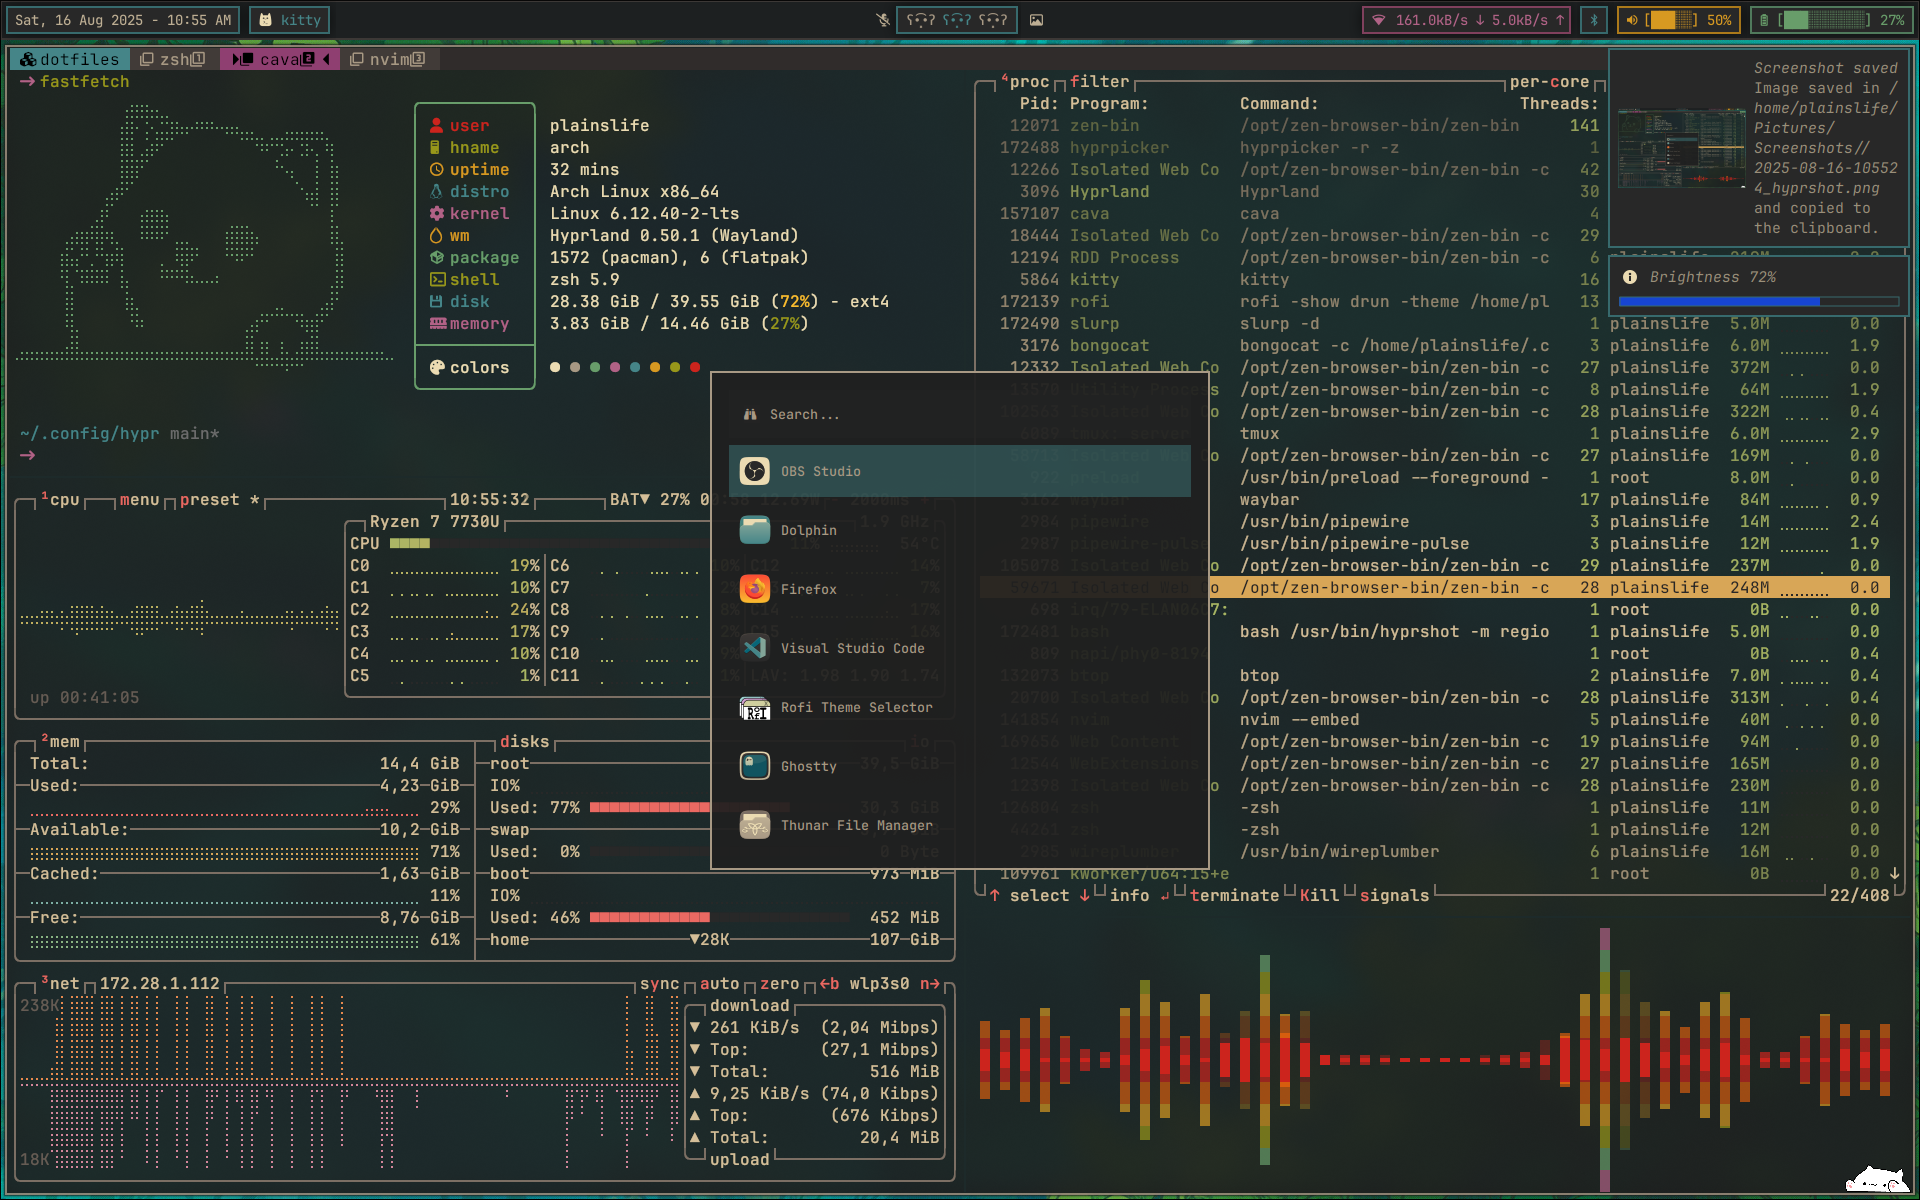 Sat, 16 Aug 2025 - 10:55 AM
kitty
161.0kB/s ↓ 5.0kB/s ↑
50%
27%
dotfiles
zsh 1
cava 2
nvim 3
→ fastfetch
user plainslife
hname arch
uptime 32 mins
distro Arch Linux x86_64
kernel Linux 6.12.40-2-lts
wm Hyprland 0.50.1 (Wayland)
package 1572 (pacman), 6 (flatpak)
shell zsh 5.9
disk 28.38 GiB / 39.55 GiB (72%) - ext4
memory 3.83 GiB / 14.46 GiB (27%)
colors
~/.config/hypr main*
→
Search...
OBS Studio
Dolphin
Firefox
Visual Studio Code
Rofi Theme Selector
Ghostty
Thunar File Manager
1cpu menu preset * 10:55:32 BAT▼ 27%
Ryzen 7 7730U
CPU
C0 19% C6
C1 10% C7
C2 24% C8
C3 17% C9
C4 10% C10
C5 1% C11
up 00:41:05
2mem
Total: 14,4 GiB
Used: 4,23 GiB
29%
Available: 10,2 GiB
71%
Cached: 1,63 GiB
11%
Free: 8,76 GiB
61%
disks
root
IO%
Used: 77%
swap
Used: 0%
boot 973 MiB
IO%
Used: 46% 452 MiB
home ▼28K 107 GiB
3net 172.28.1.112 sync auto zero ←b wlp3s0 n→
238K
18K
download
▼ 261 KiB/s (2,04 Mibps)
▼ Top: (27,1 Mibps)
▼ Total: 516 MiB
▲ 9,25 KiB/s (74,0 Kibps)
▲ Top: (676 Kibps)
▲ Total: 20,4 MiB
upload
4proc filter per-core
Pid: Program: Command: Threads:
12071 zen-bin /opt/zen-browser-bin/zen-bin 141
172488 hyprpicker hyprpicker -r -z 1
12266 Isolated Web Co /opt/zen-browser-bin/zen-bin -c 42
3096 Hyprland Hyprland 30
157107 cava cava 4
18444 Isolated Web Co /opt/zen-browser-bin/zen-bin -c 29
12194 RDD Process /opt/zen-browser-bin/zen-bin -c 6
5864 kitty kitty 16
172139 rofi rofi -show drun -theme /home/pl 13
172490 slurp slurp -d 1 plainslife 5.0M 0.0
3176 bongocat bongocat -c /home/plainslife/.c 3 plainslife 6.0M 1.9
12332 Isolated Web Co /opt/zen-browser-bin/zen-bin -c 27 plainslife 372M 0.0
/opt/zen-browser-bin/zen-bin -c 8 plainslife 64M 1.9
/opt/zen-browser-bin/zen-bin -c 28 plainslife 322M 0.4
tmux 1 plainslife 6.0M 2.9
/opt/zen-browser-bin/zen-bin -c 27 plainslife 169M 0.0
/usr/bin/preload --foreground - 1 root 8.0M 0.0
waybar 17 plainslife 84M 0.9
/usr/bin/pipewire 3 plainslife 14M 2.4
/usr/bin/pipewire-pulse 3 plainslife 12M 1.9
/opt/zen-browser-bin/zen-bin -c 29 plainslife 237M 0.0
59671 Isolated Web Co /opt/zen-browser-bin/zen-bin -c 28 plainslife 248M 0.0
1 root 0B 0.0
bash /usr/bin/hyprshot -m regio 1 plainslife 5.0M 0.0
1 root 0B 0.4
btop 2 plainslife 7.0M 0.4
/opt/zen-browser-bin/zen-bin -c 28 plainslife 313M 0.4
nvim --embed 5 plainslife 40M 0.0
/opt/zen-browser-bin/zen-bin -c 19 plainslife 94M 0.0
/opt/zen-browser-bin/zen-bin -c 27 plainslife 165M 0.0
/opt/zen-browser-bin/zen-bin -c 28 plainslife 230M 0.0
-zsh 1 plainslife 11M 0.0
-zsh 1 plainslife 12M 0.0
/usr/bin/wireplumber 6 plainslife 16M 0.0
109961 kworker/u64:15+e 1 root 0B 0.0
↑ select ↓ info ↲ terminate Kill signals 22/408
Screenshot saved
Image saved in /
home/plainslife/
Pictures/
Screenshots//
2025-08-16-10552
4_hyprshot.png
and copied to
the clipboard.
Brightness 72%